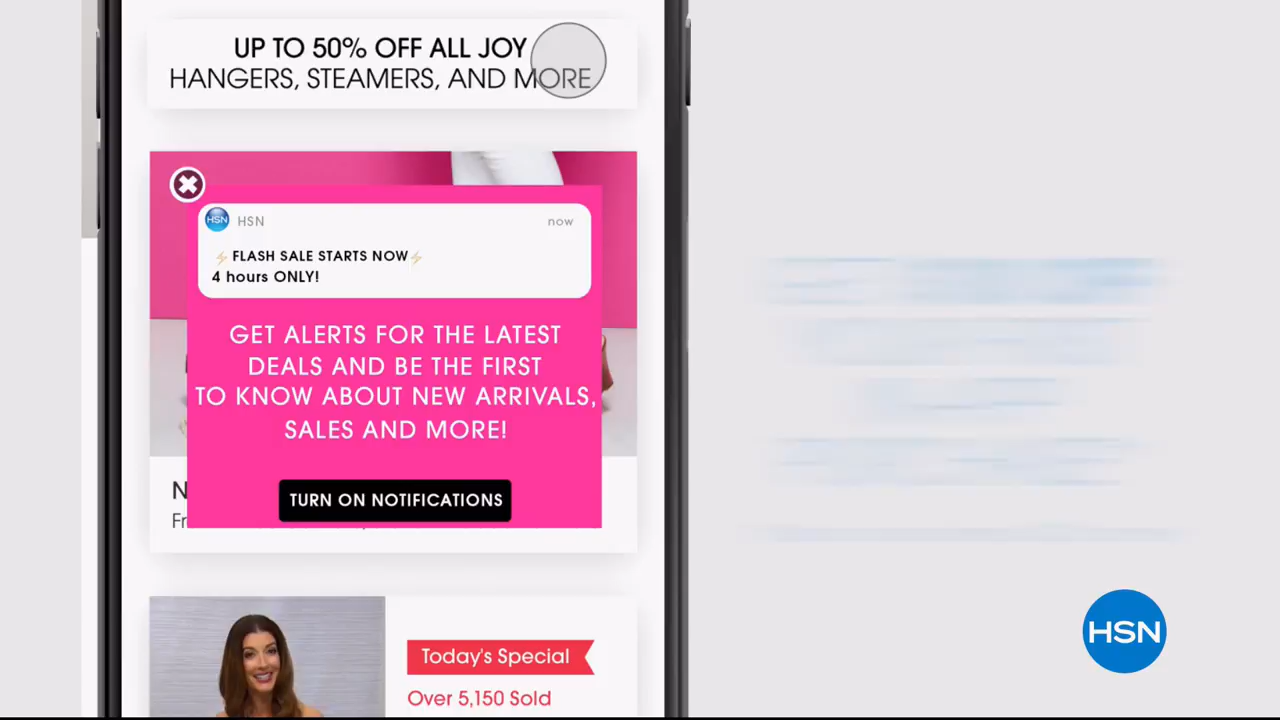 UP TO 50% OFF ALL JOY
HANGERS, STEAMERS, AND MORE
HSN
HSN
now
⚡FLASH SALE STARTS NOW⚡
4 hours ONLY!
GET ALERTS FOR THE LATEST
DEALS AND BE THE FIRST
TO KNOW ABOUT NEW ARRIVALS,
SALES AND MORE!
TURN ON NOTIFICATIONS
Today's Special
Over 5,150 Sold
HSN